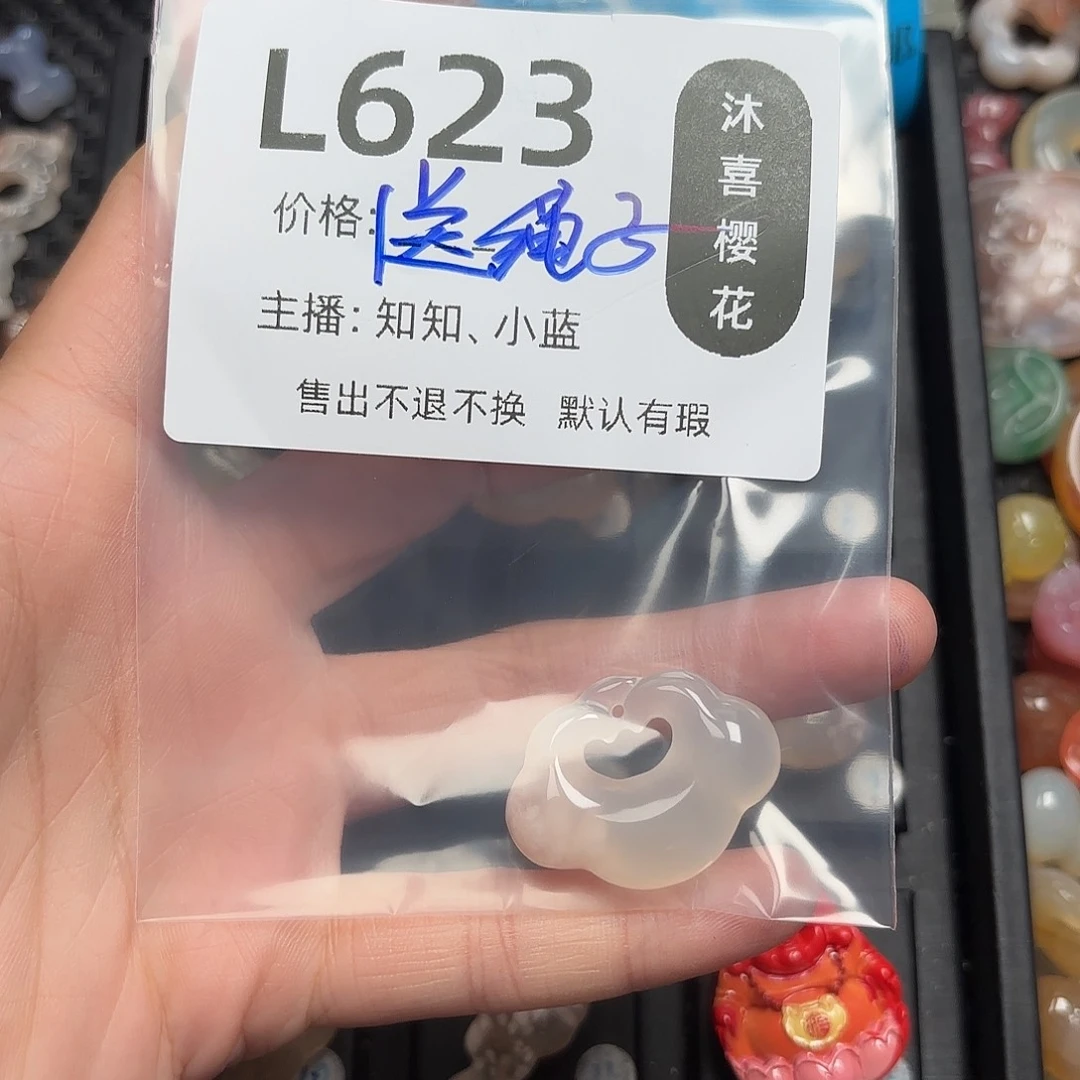 L623
价格：送绳子
主播：知知、小蓝
售出不退不换 默认有瑕
沐喜樱花